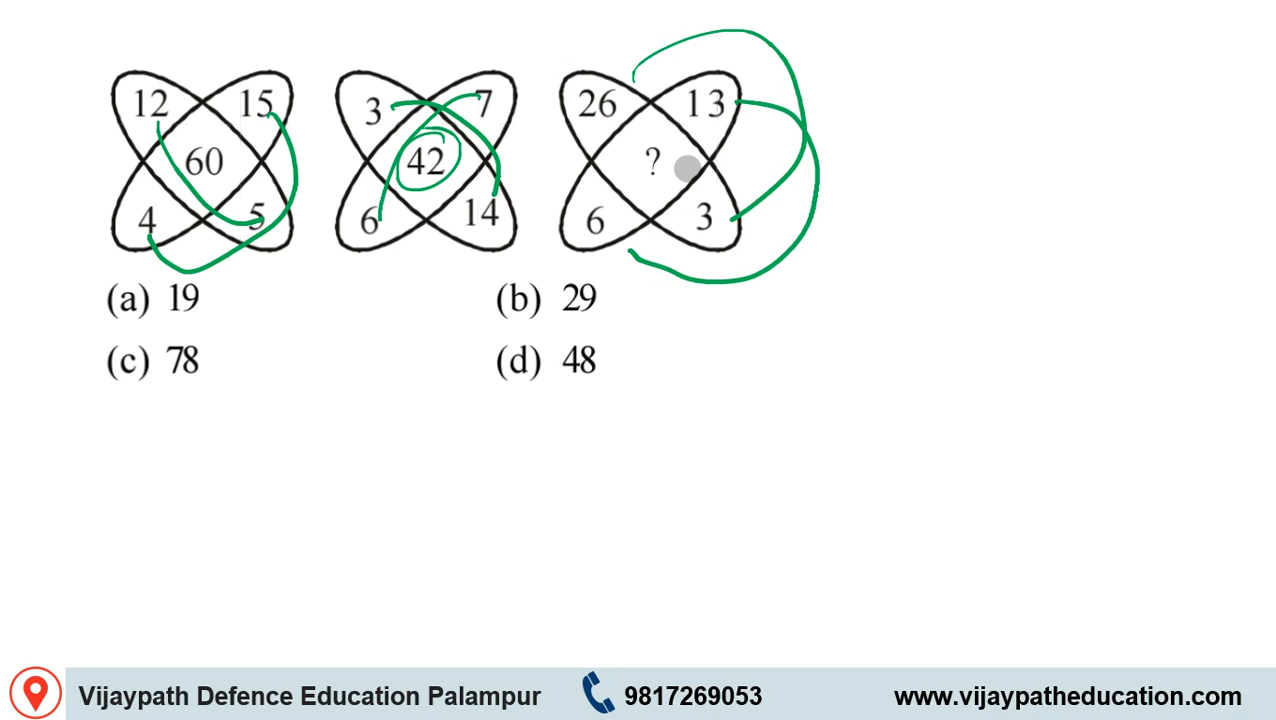 12 15 3 7 26 13
60 42 ?
4 5 6 14 6 3
(a) 19 (b) 29
(c) 78 (d) 48
Vijaypath Defence Education Palampur 9817269053 www.vijaypatheducation.com